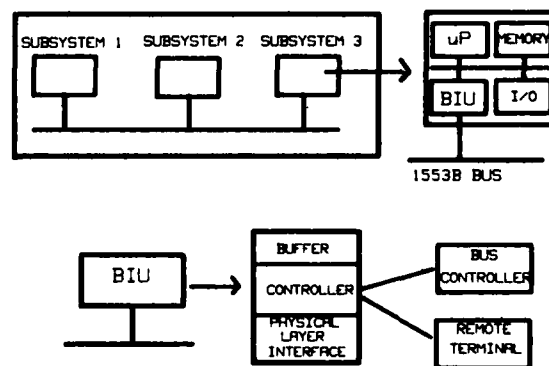 SUBSYSTEM 1 SUBSYSTEM 2 SUBSYSTEM 3
uP MEMORY
BIU I/O
1553B BUS
BIU
BUFFER
CONTROLLER
PHYSICAL
LAYER
INTERFACE
BUS
CONTROLLER
REMOTE
TERMINAL